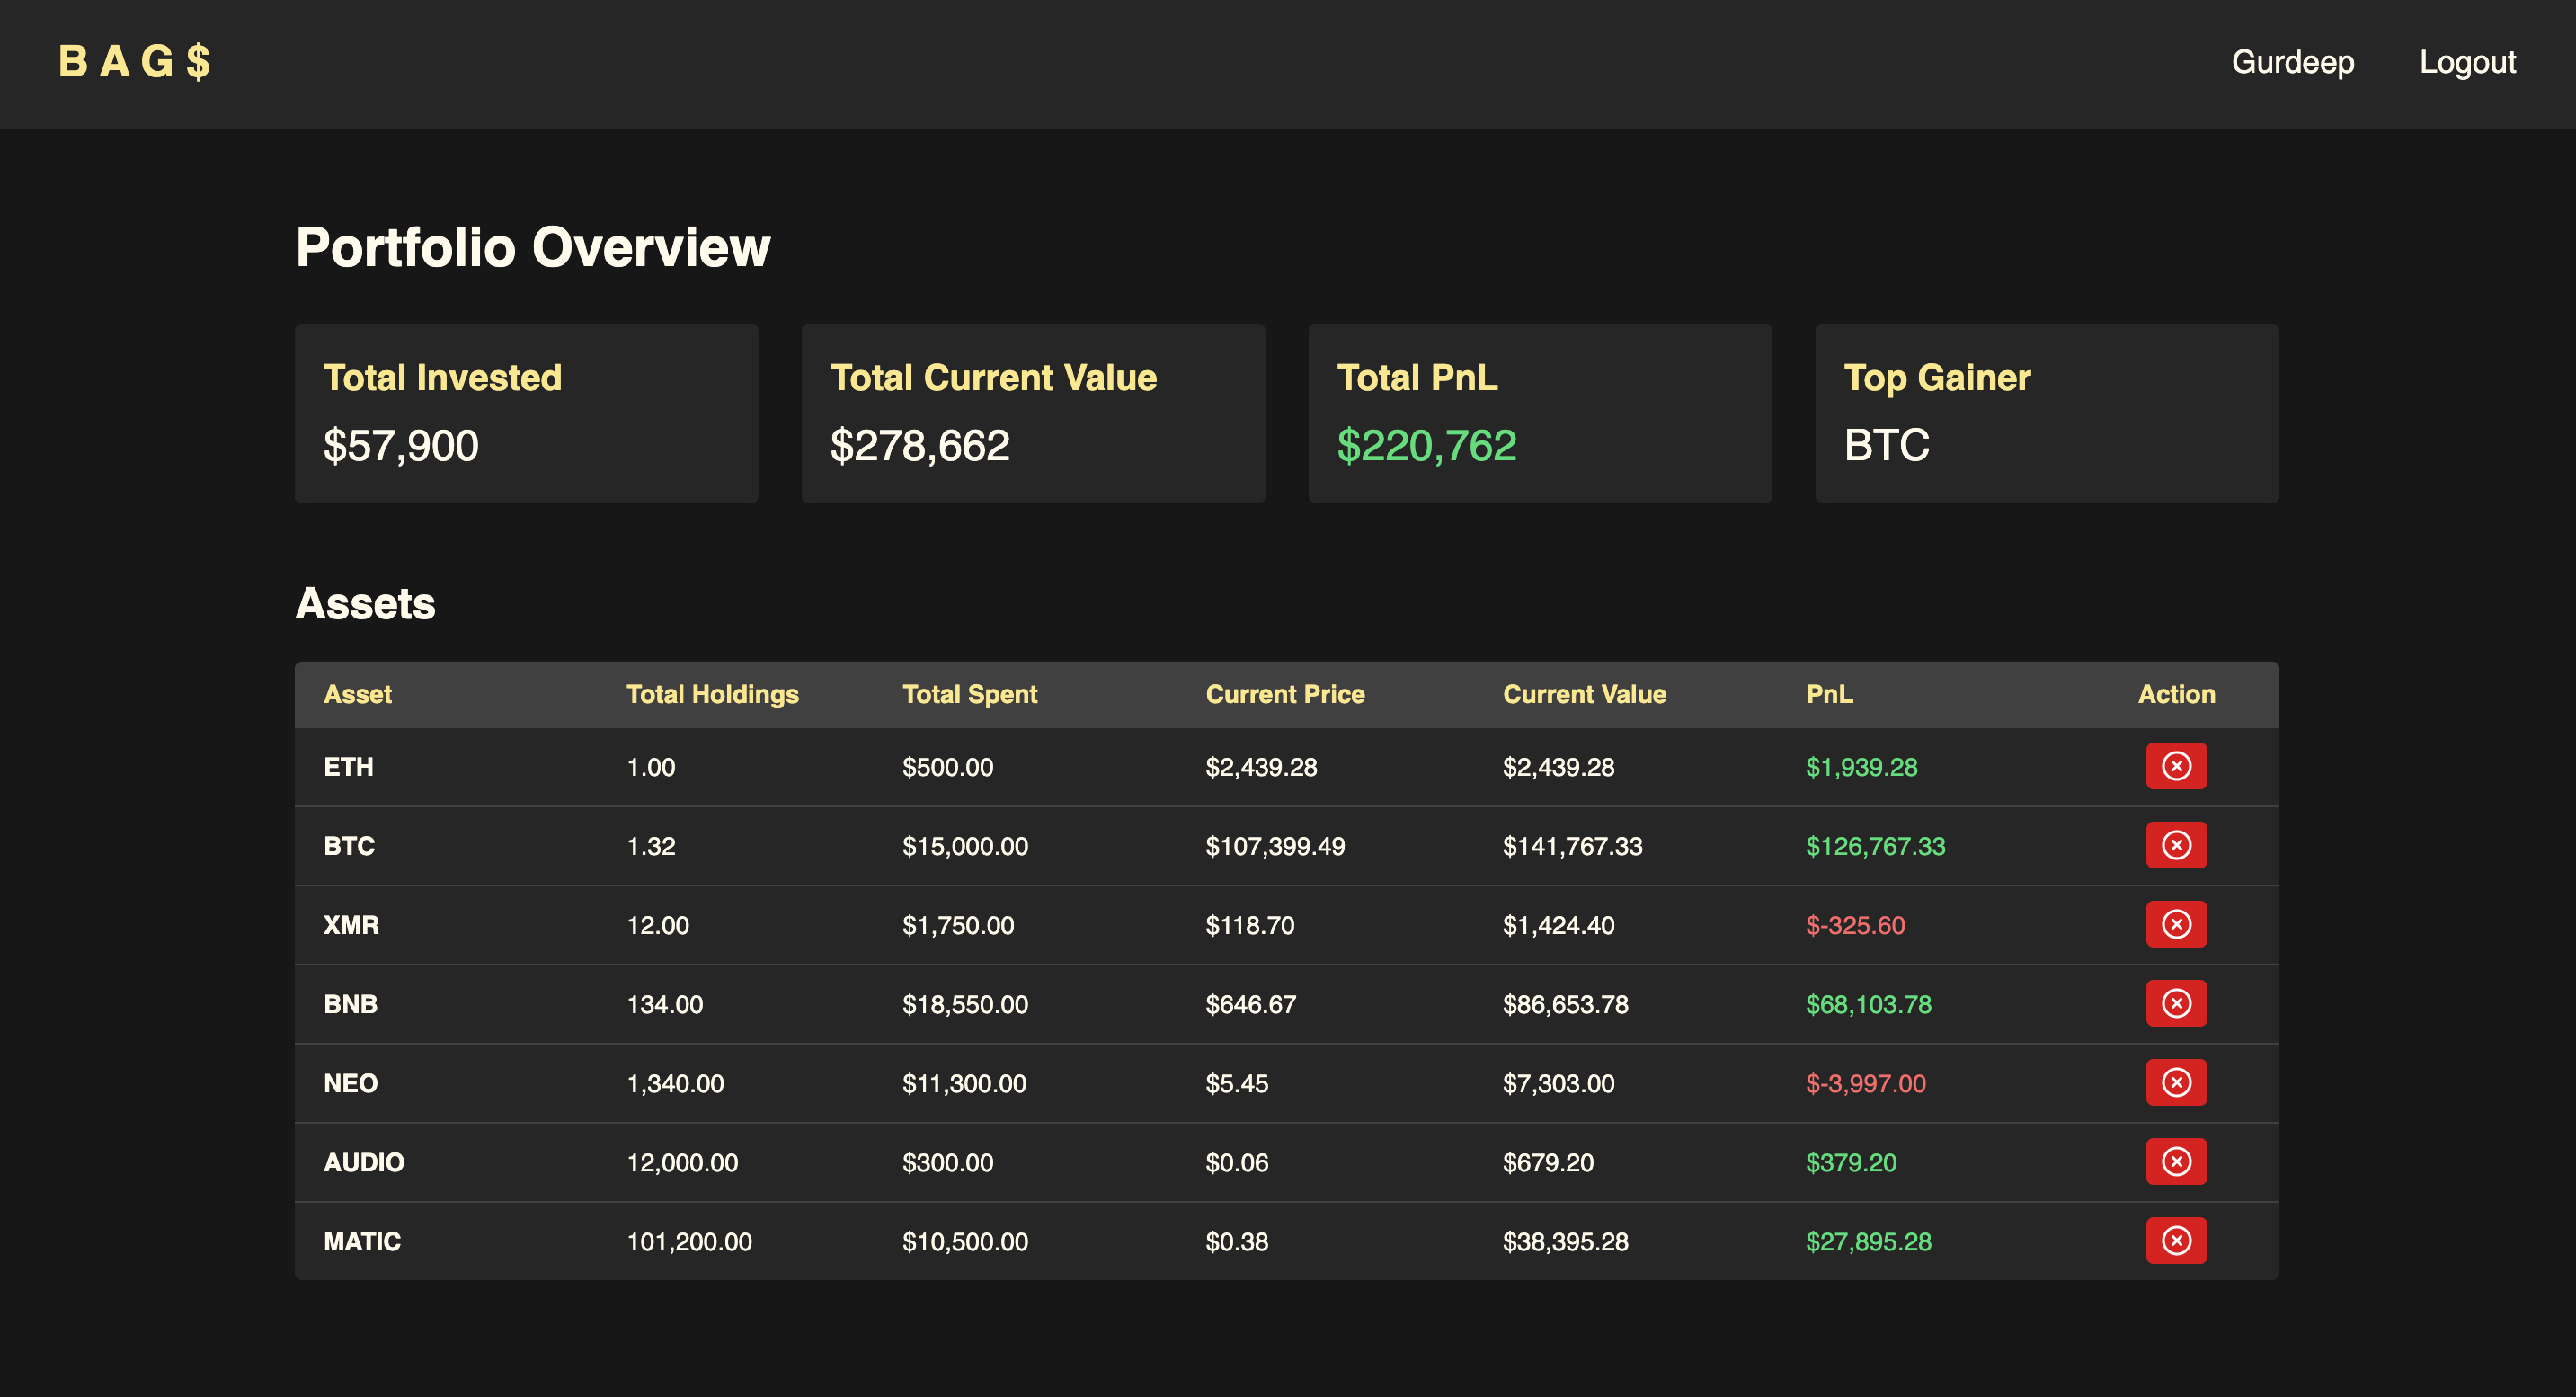 BAG$ Gurdeep Logout
Portfolio Overview
Total Invested Total Current Value Total PnL Top Gainer
$57,900 $278,662 $220,762 BTC
Assets
Asset Total Holdings Total Spent Current Price Current Value PnL Action
ETH 1.00 $500.00 $2,439.28 $2,439.28 $1,939.28
BTC 1.32 $15,000.00 $107,399.49 $141,767.33 $126,767.33
XMR 12.00 $1,750.00 $118.70 $1,424.40 $-325.60
BNB 134.00 $18,550.00 $646.67 $86,653.78 $68,103.78
NEO 1,340.00 $11,300.00 $5.45 $7,303.00 $-3,997.00
AUDIO 12,000.00 $300.00 $0.06 $679.20 $379.20
MATIC 101,200.00 $10,500.00 $0.38 $38,395.28 $27,895.28